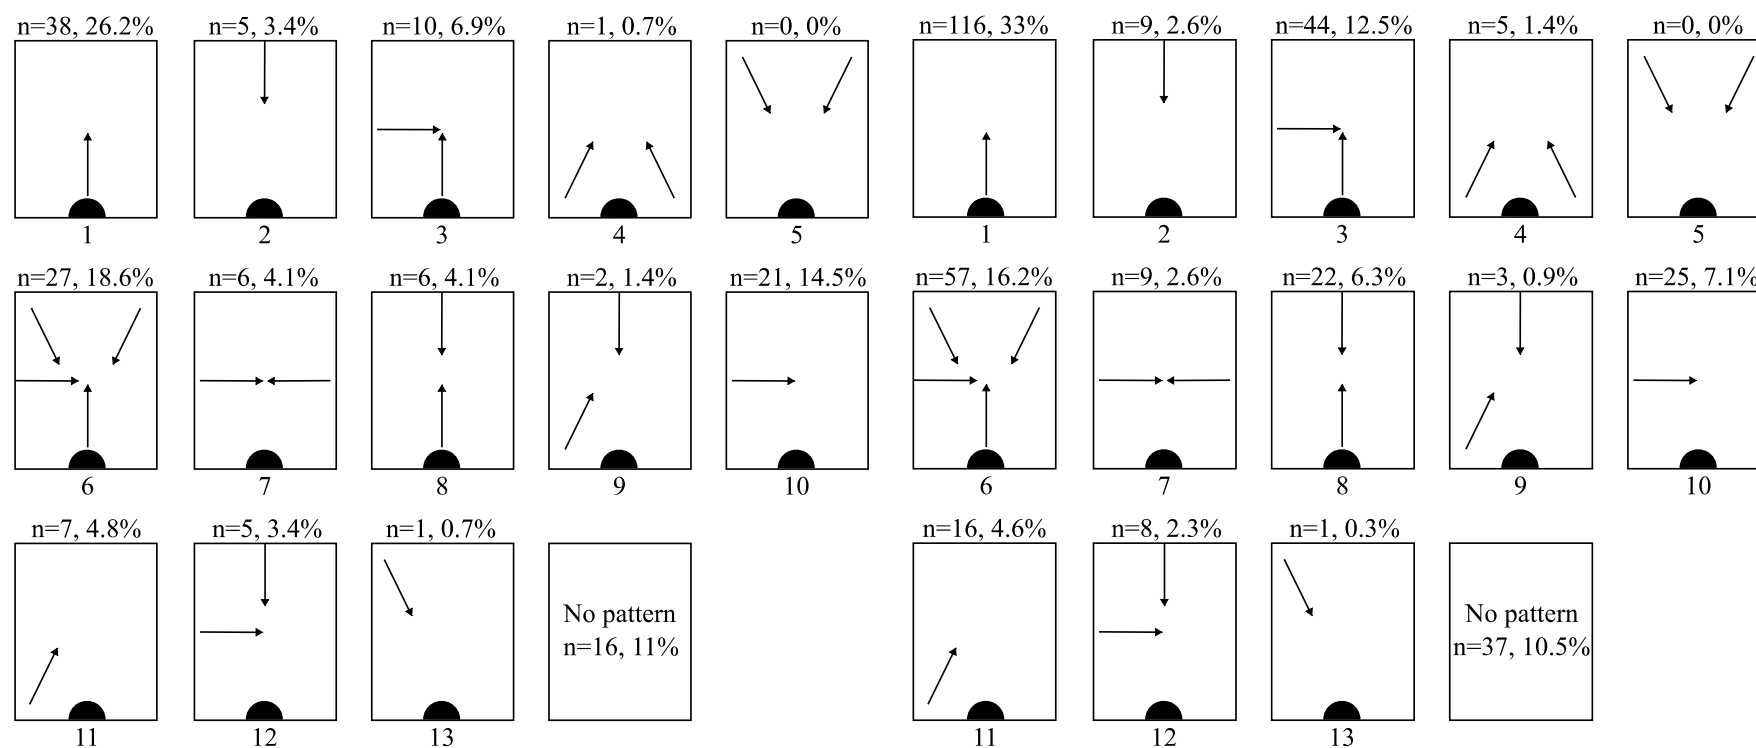 n=38, 26.2% n=5, 3.4% n=10, 6.9% n=1, 0.7% n=0, 0% n=116, 33% n=9, 2.6% n=44, 12.5% n=5, 1.4% n=0, 0%
1 2 3 4 5 1 2 3 4 5
n=27, 18.6% n=6, 4.1% n=6, 4.1% n=2, 1.4% n=21, 14.5% n=57, 16.2% n=9, 2.6% n=22, 6.3% n=3, 0.9% n=25, 7.1%
6 7 8 9 10 6 7 8 9 10
n=7, 4.8% n=5, 3.4% n=1, 0.7% n=16, 4.6% n=8, 2.3% n=1, 0.3%
No pattern No pattern
n=16, 11% n=37, 10.5%
11 12 13 11 12 13